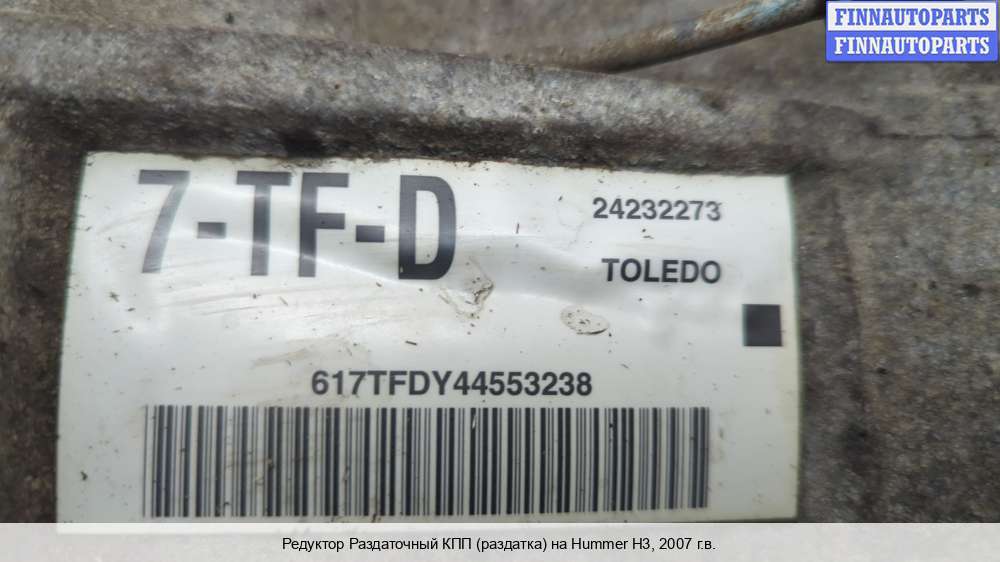 FINNAUTOPARTS
FINNAUTOPARTS
7-TF-D
24232273
TOLEDO
617TFDY44553238
Редуктор Раздаточный КПП (раздатка) на Hummer H3, 2007 г.в.